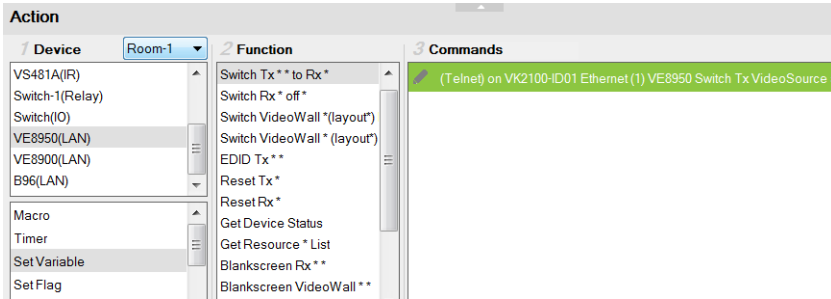 Action
1 Device
Room-1
2 Function
3 Commands
VS481A(IR)
Switch-1(Relay)
Switch(IO)
VE8950(LAN)
VE8900(LAN)
B96(LAN)
Macro
Timer
Set Variable
Set Flag
Switch Tx * * to Rx *
Switch Rx * off *
Switch VideoWall *(layout*)
Switch VideoWall * (layout*)
EDID Tx * *
Reset Tx *
Reset Rx *
Get Device Status
Get Resource * List
Blankscreen Rx * *
Blankscreen VideoWall * *
(Telnet) on VK2100-ID01 Ethernet (1) VE8950 Switch Tx VideoSource